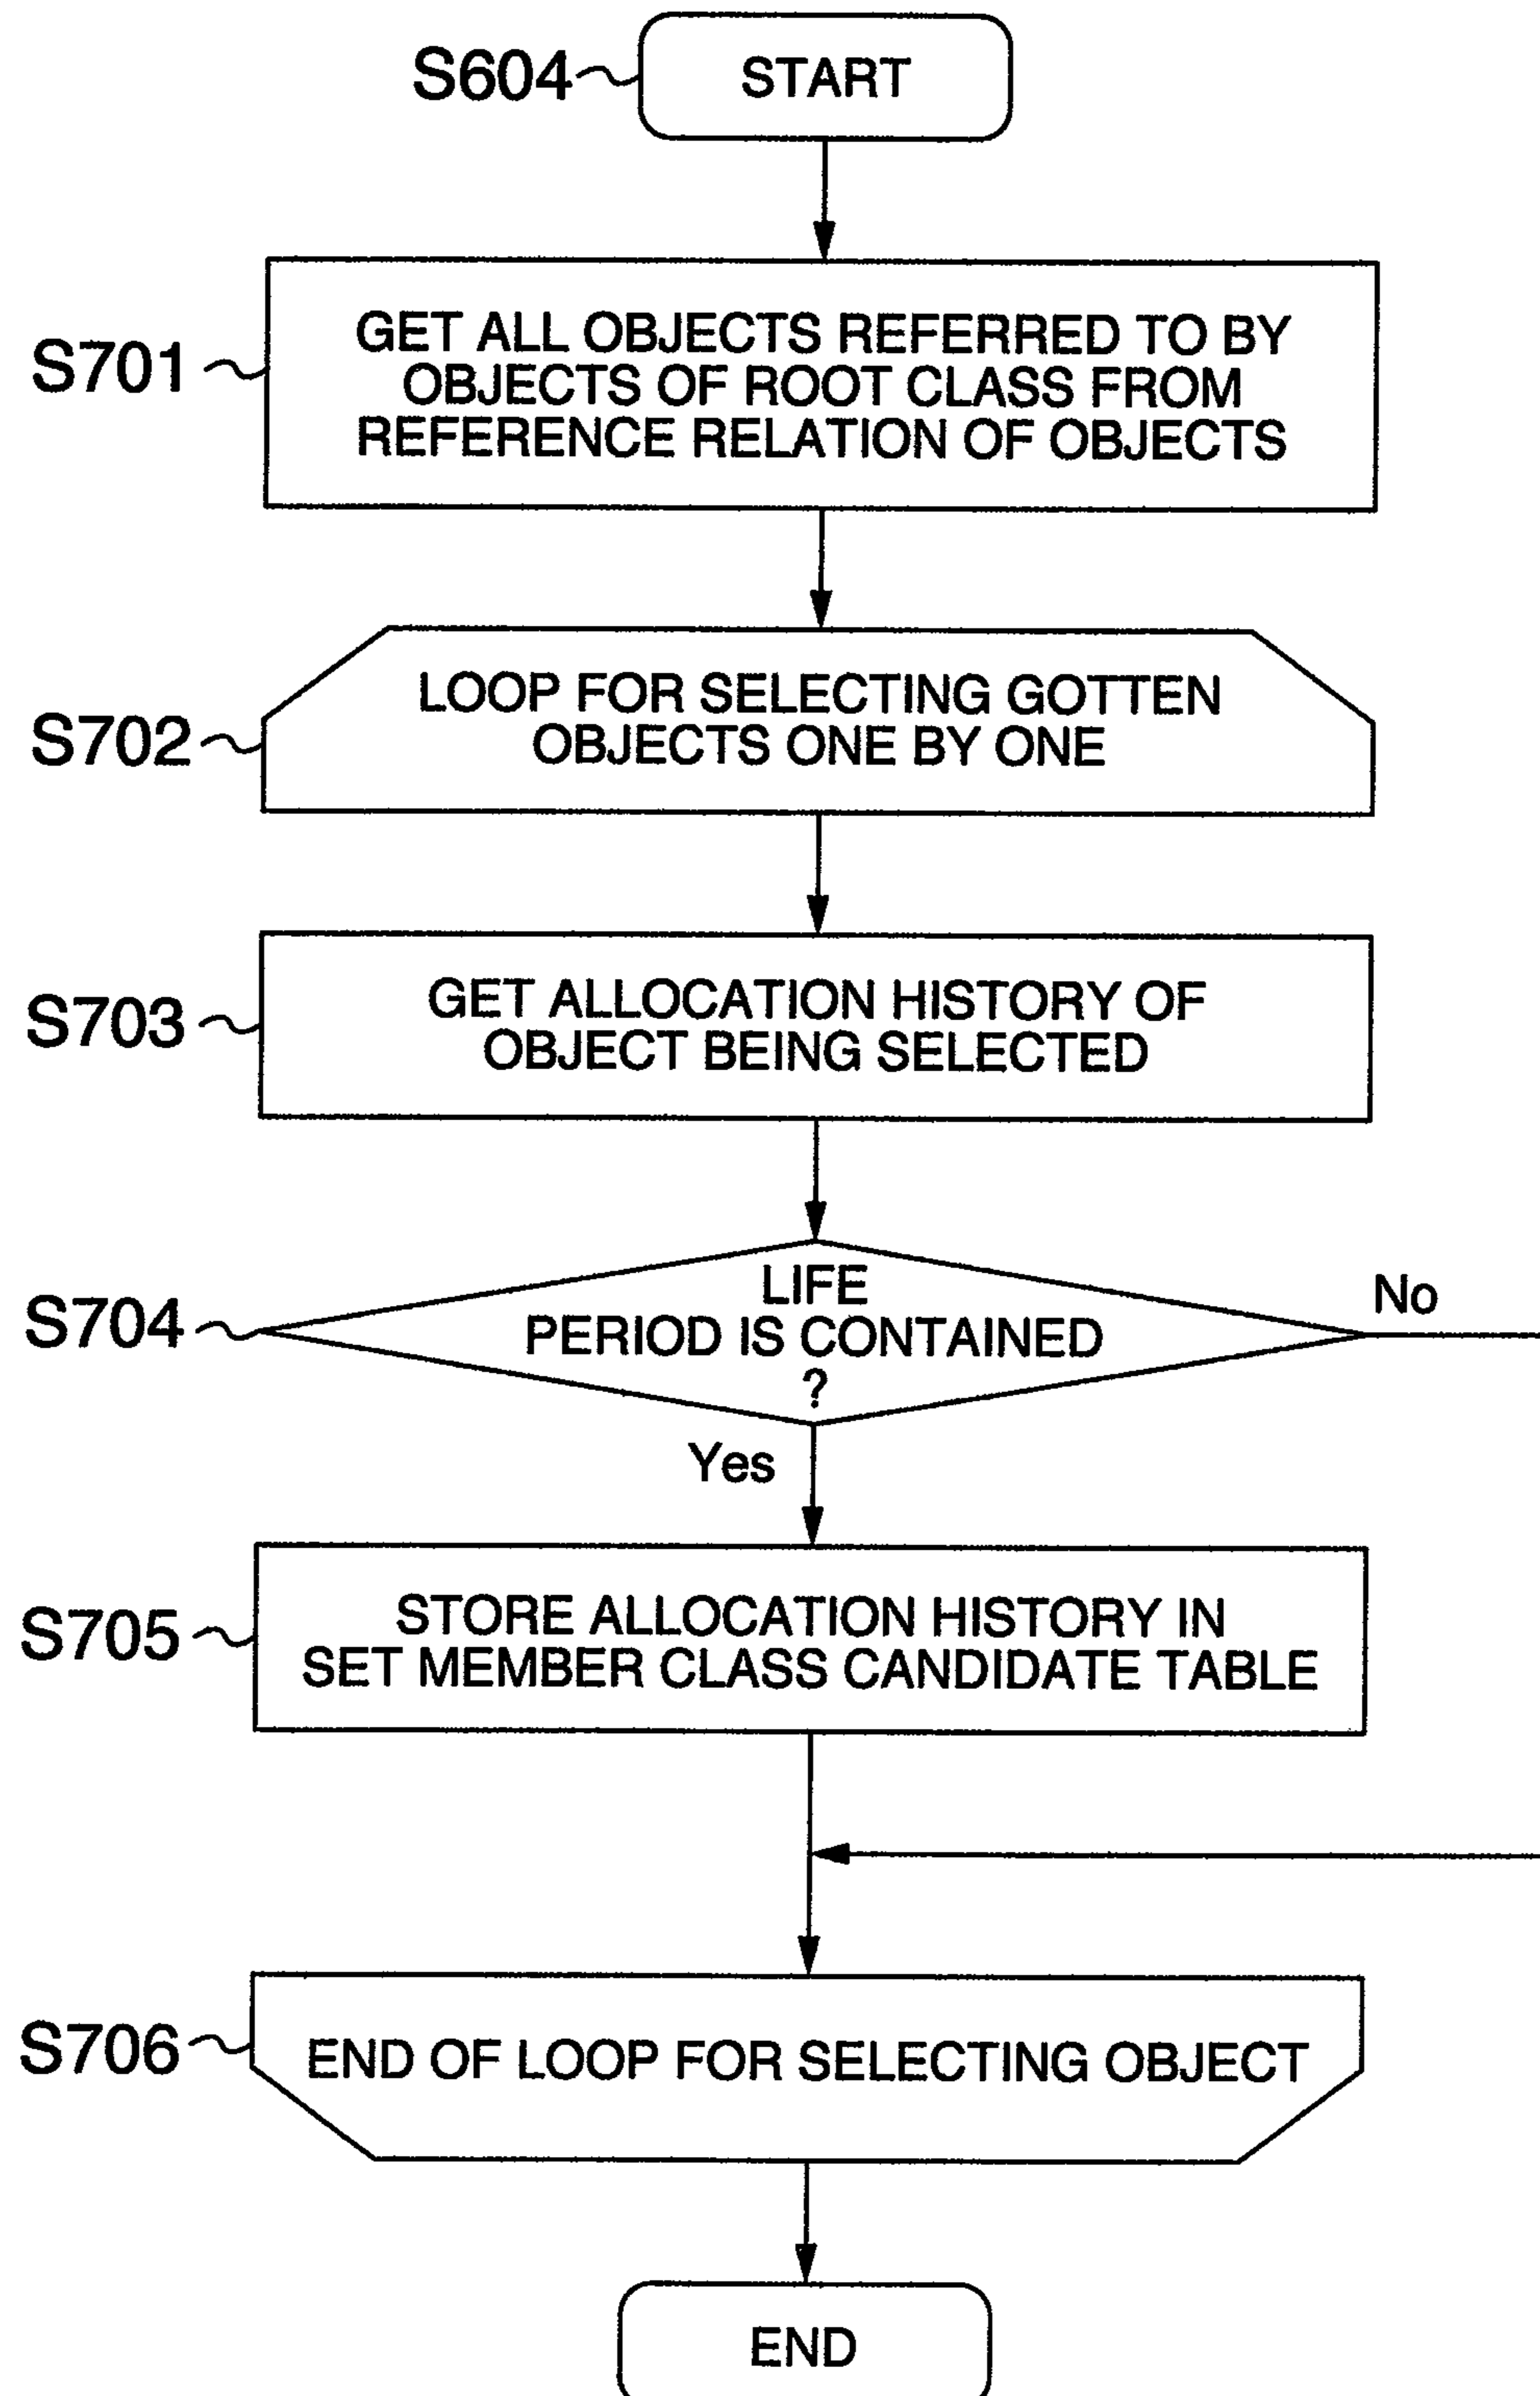 S604
START
S701
GET ALL OBJECTS REFERRED TO BY
OBJECTS OF ROOT CLASS FROM
REFERENCE RELATION OF OBJECTS
S702
LOOP FOR SELECTING GOTTEN
OBJECTS ONE BY ONE
S703
GET ALLOCATION HISTORY OF
OBJECT BEING SELECTED
S704
LIFE
PERIOD IS CONTAINED
?
No
Yes
S705
STORE ALLOCATION HISTORY IN
SET MEMBER CLASS CANDIDATE TABLE
S706
END OF LOOP FOR SELECTING OBJECT
END